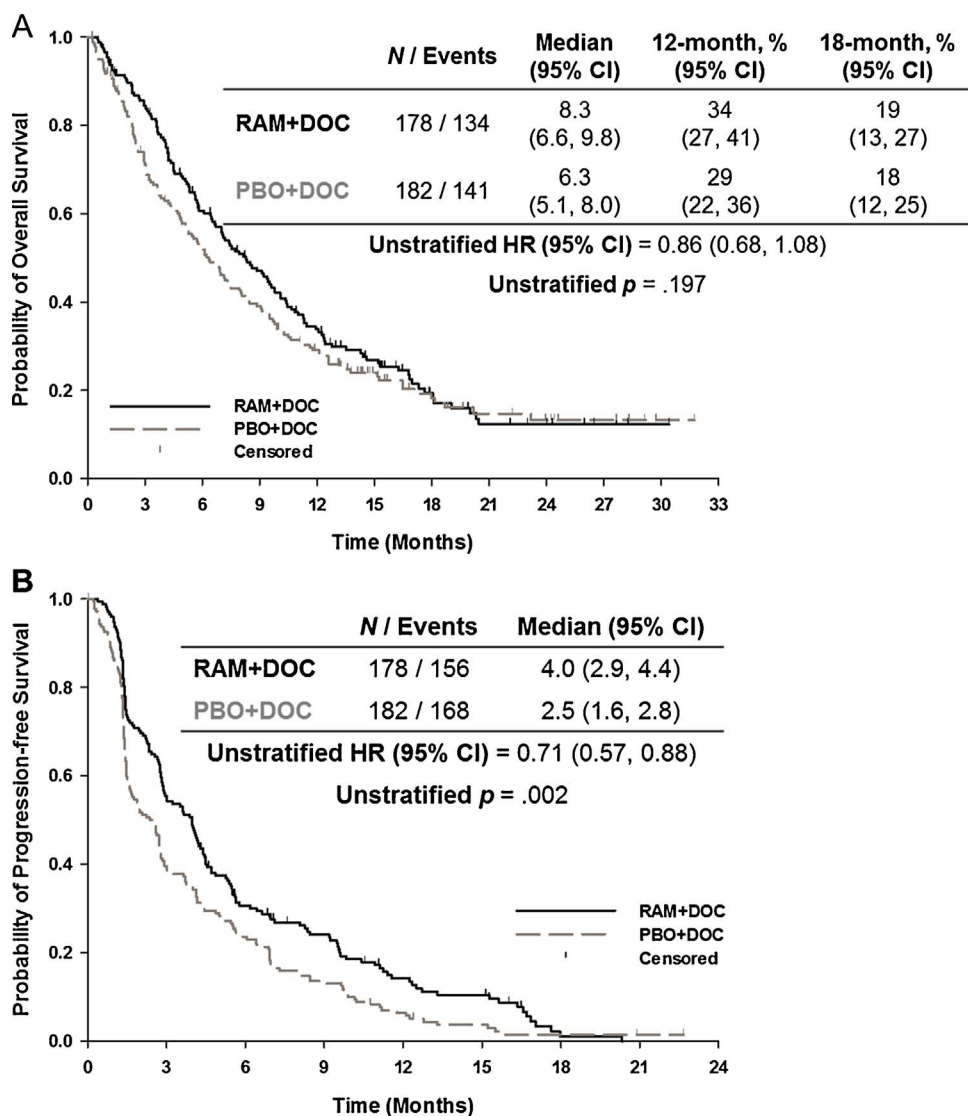 A
N / Events
Median (95% CI)
12-month, % (95% CI)
18-month, % (95% CI)
RAM+DOC 178 / 134 8.3 (6.6, 9.8) 34 (27, 41) 19 (13, 27)
PBO+DOC 182 / 141 6.3 (5.1, 8.0) 29 (22, 36) 18 (12, 25)
Unstratified HR (95% CI) = 0.86 (0.68, 1.08)
Unstratified p = .197
Probability of Overall Survival
1.0
0.8
0.6
0.4
0.2
0.0
RAM+DOC
PBO+DOC
Censored
0 3 6 9 12 15 18 21 24 27 30 33
Time (Months)
B
N / Events Median (95% CI)
RAM+DOC 178 / 156 4.0 (2.9, 4.4)
PBO+DOC 182 / 168 2.5 (1.6, 2.8)
Unstratified HR (95% CI) = 0.71 (0.57, 0.88)
Unstratified p = .002
Probability of Progression-free Survival
1.0
0.8
0.6
0.4
0.2
0.0
RAM+DOC
PBO+DOC
Censored
0 3 6 9 12 15 18 21 24
Time (Months)